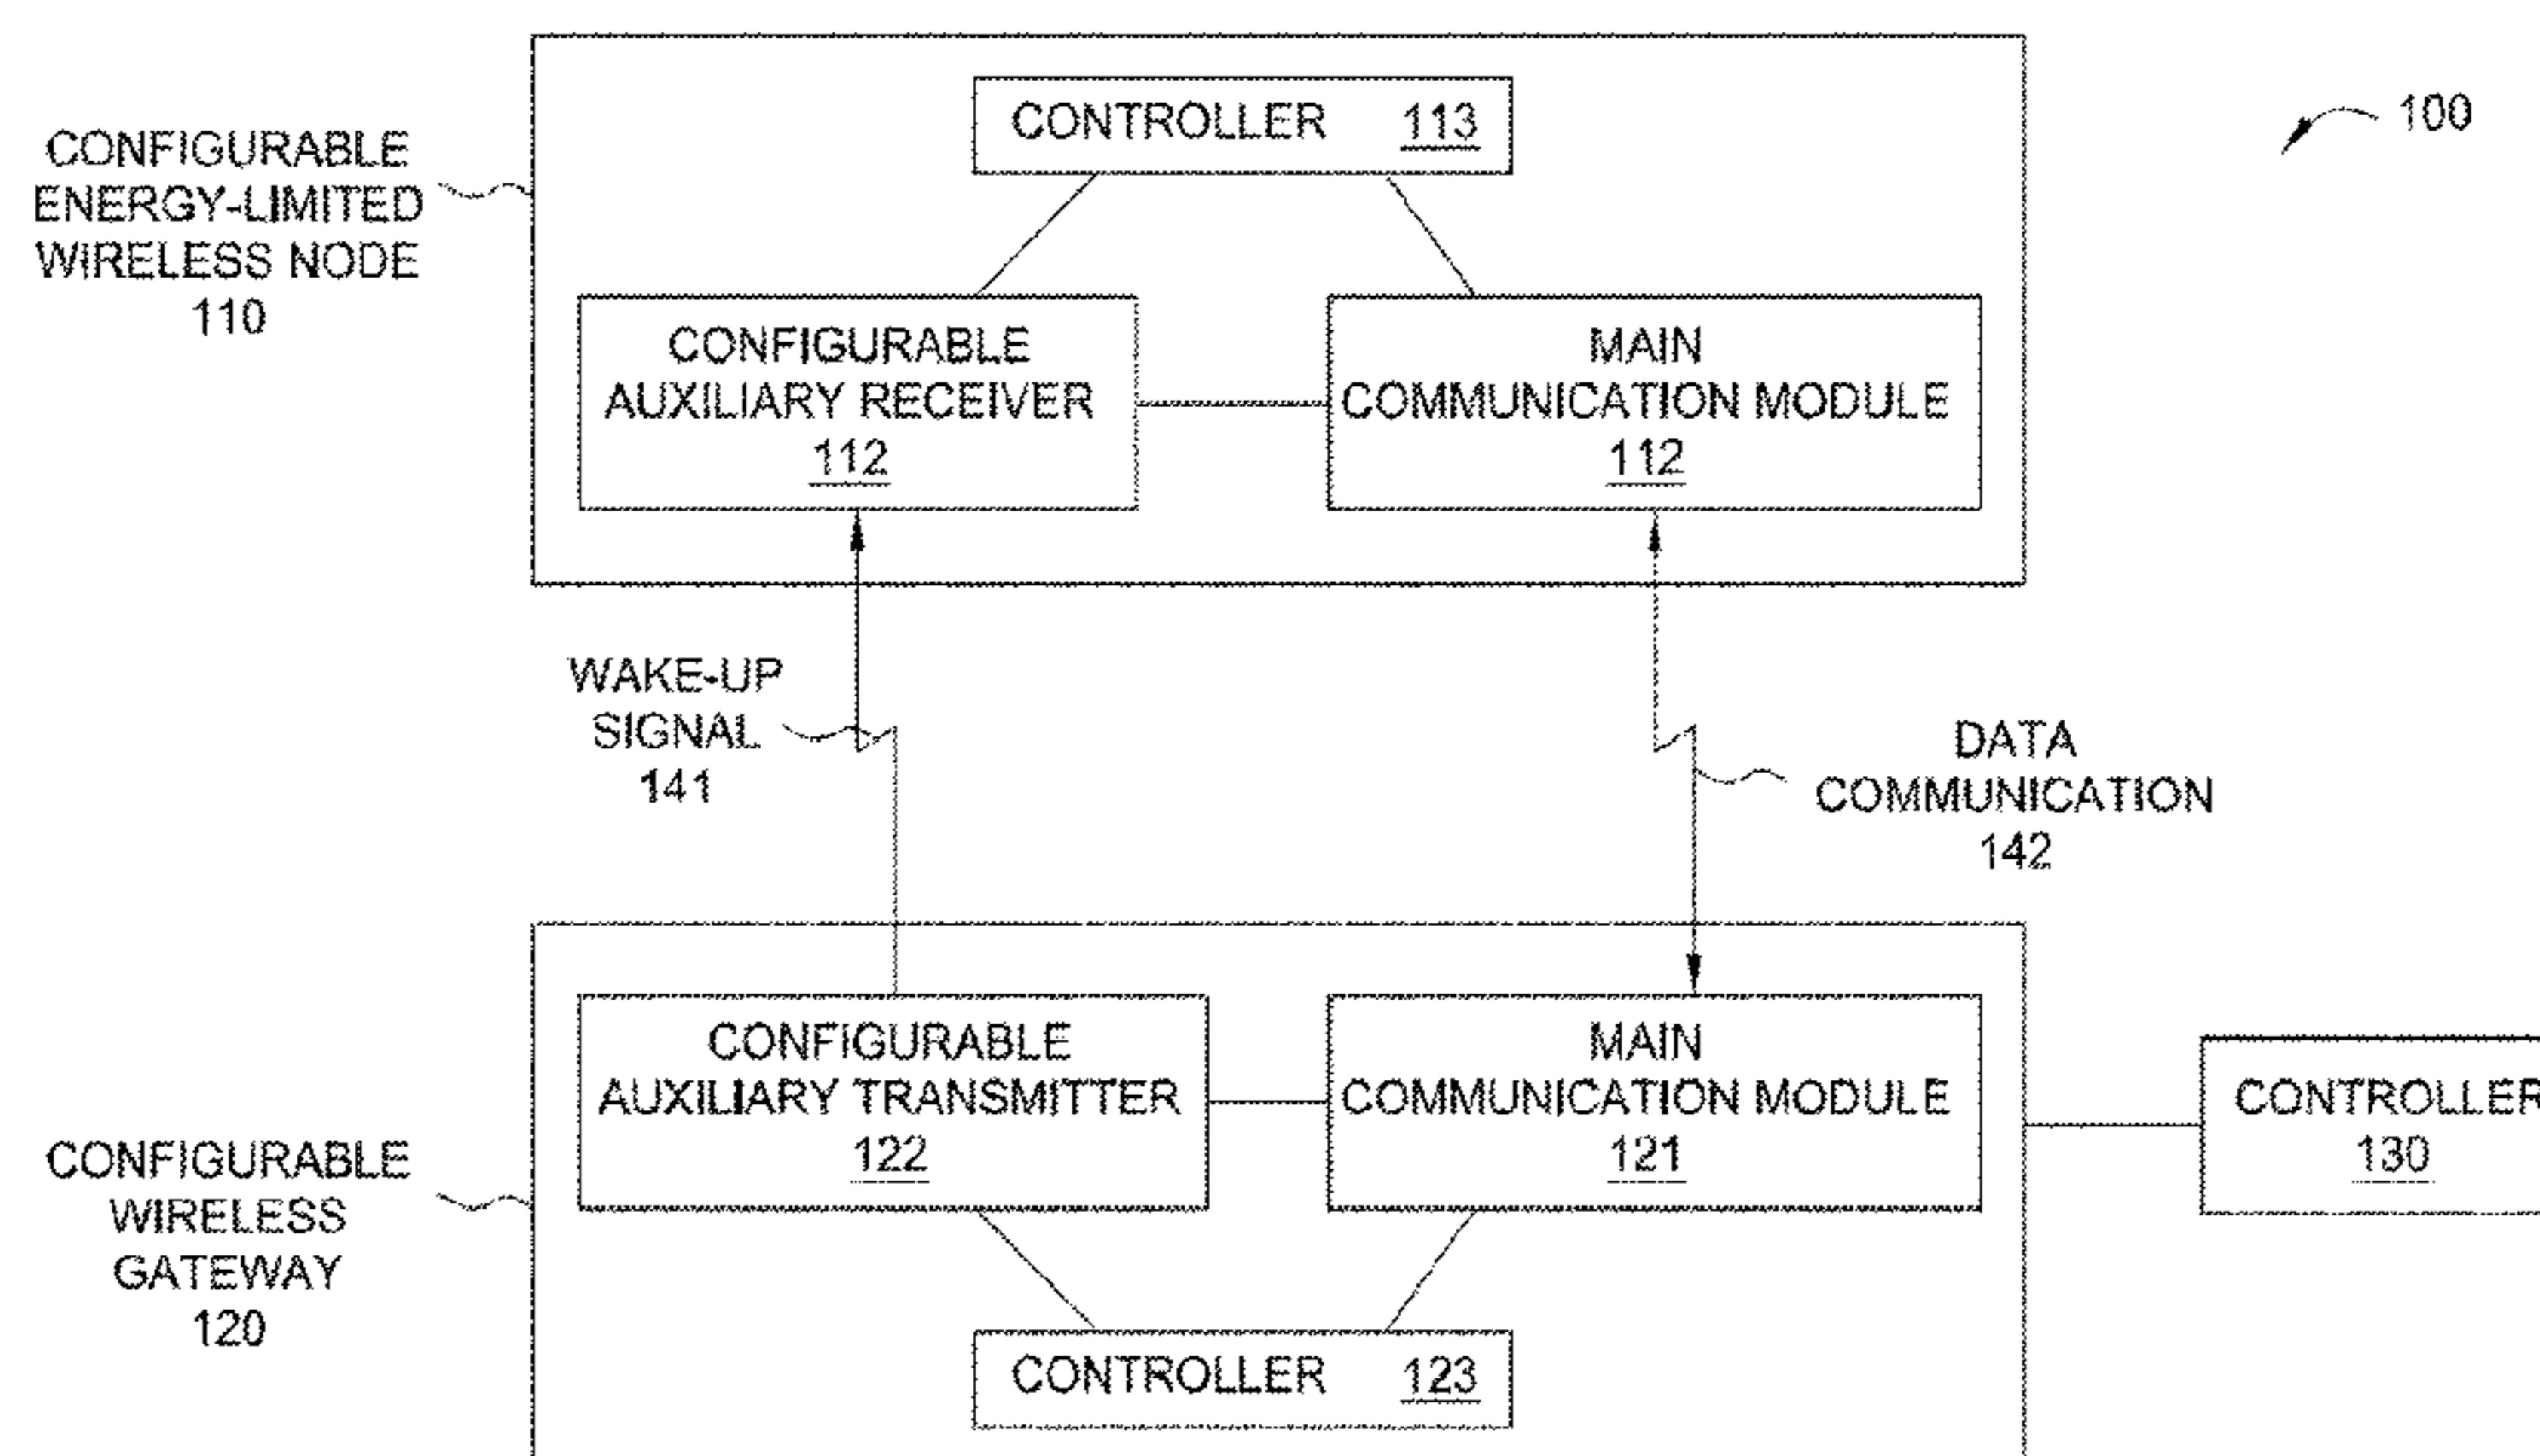 100
CONTROLLER 113
CONFIGURABLE
ENERGY-LIMITED
WIRELESS NODE
110
CONFIGURABLE
AUXILIARY RECEIVER
112
MAIN
COMMUNICATION MODULE
112
WAKE-UP
SIGNAL
141
DATA
COMMUNICATION
142
CONFIGURABLE
AUXILIARY TRANSMITTER
122
MAIN
COMMUNICATION MODULE
121
CONTROLLER
130
CONFIGURABLE
WIRELESS
GATEWAY
120
CONTROLLER 123